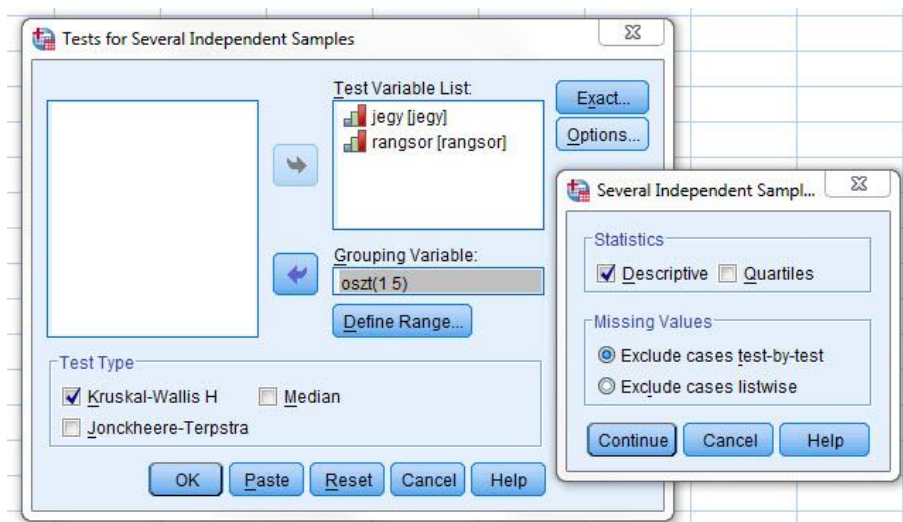 Tests for Several Independent Samples
Test Variable List:
jegy [jegy]
rangsor [rangsor]
Exact...
Options...
Grouping Variable:
oszt(1 5)
Define Range...
Test Type
Kruskal-Wallis H
Median
Jonckheere-Terpstra
OK
Paste
Reset
Cancel
Help
Several Independent Sampl...
Statistics
Descriptive
Quartiles
Missing Values
Exclude cases test-by-test
Exclude cases listwise
Continue
Cancel
Help